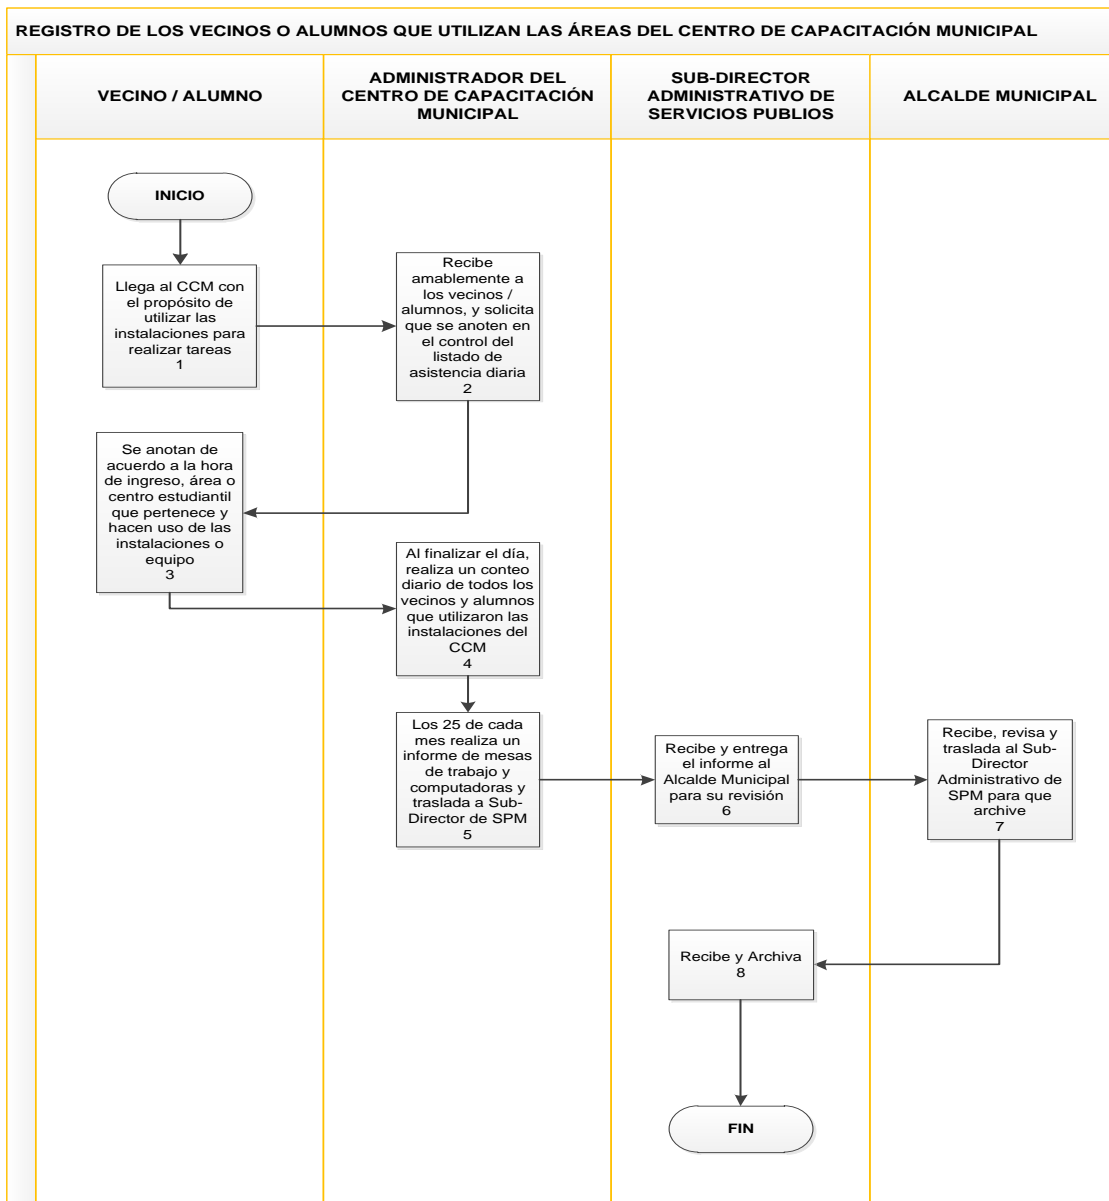 REGISTRO DE LOS VECINOS O ALUMNOS QUE UTILIZAN LAS ÁREAS DEL CENTRO DE CAPACITACIÓN MUNICIPAL
VECINO / ALUMNO
ADMINISTRADOR DEL
CENTRO DE CAPACITACIÓN
MUNICIPAL
SUB-DIRECTOR
ADMINISTRATIVO DE
SERVICIOS PUBLIOS
ALCALDE MUNICIPAL
INICIO
Llega al CCM con
el propósito de
utilizar las
instalaciones para
realizar tareas
1
Recibe
amablemente a
los vecinos /
alumnos, y solicita
que se anoten en
el control del
listado de
asistencia diaria
2
Se anotan de
acuerdo a la hora
de ingreso, área o
centro estudiantil
que pertenece y
hacen uso de las
instalaciones o
equipo
3
Al finalizar el día,
realiza un conteo
diario de todos los
vecinos y alumnos
que utilizaron las
instalaciones del
CCM
4
Los 25 de cada
mes realiza un
informe de mesas
de trabajo y
computadoras y
traslada a Sub-
Director de SPM
5
Recibe y entrega
el informe al
Alcalde Municipal
para su revisión
6
Recibe, revisa y
traslada al Sub-
Director
Administrativo de
SPM para que
archive
7
Recibe y Archiva
8
FIN